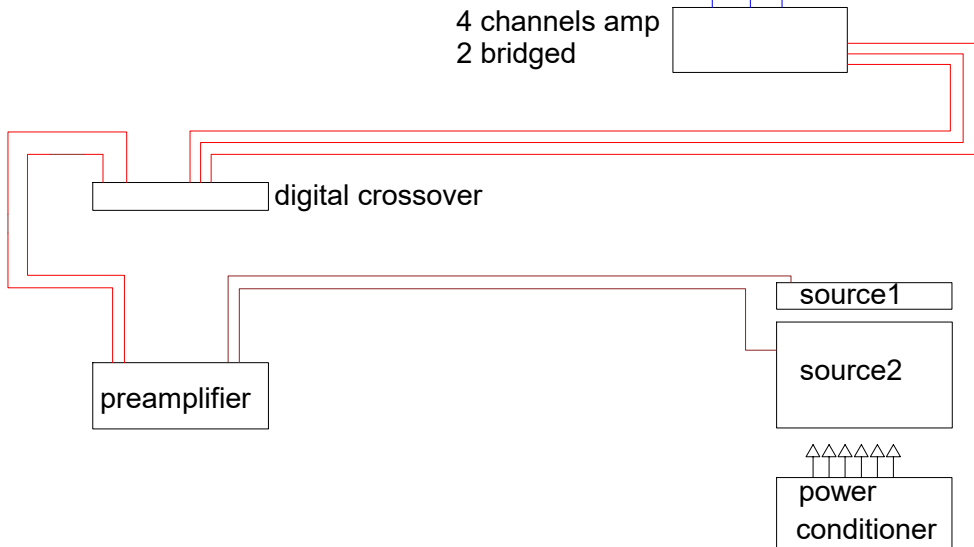 4 channels amp
2 bridged
digital crossover
source1
source2
preamplifier
power
conditioner